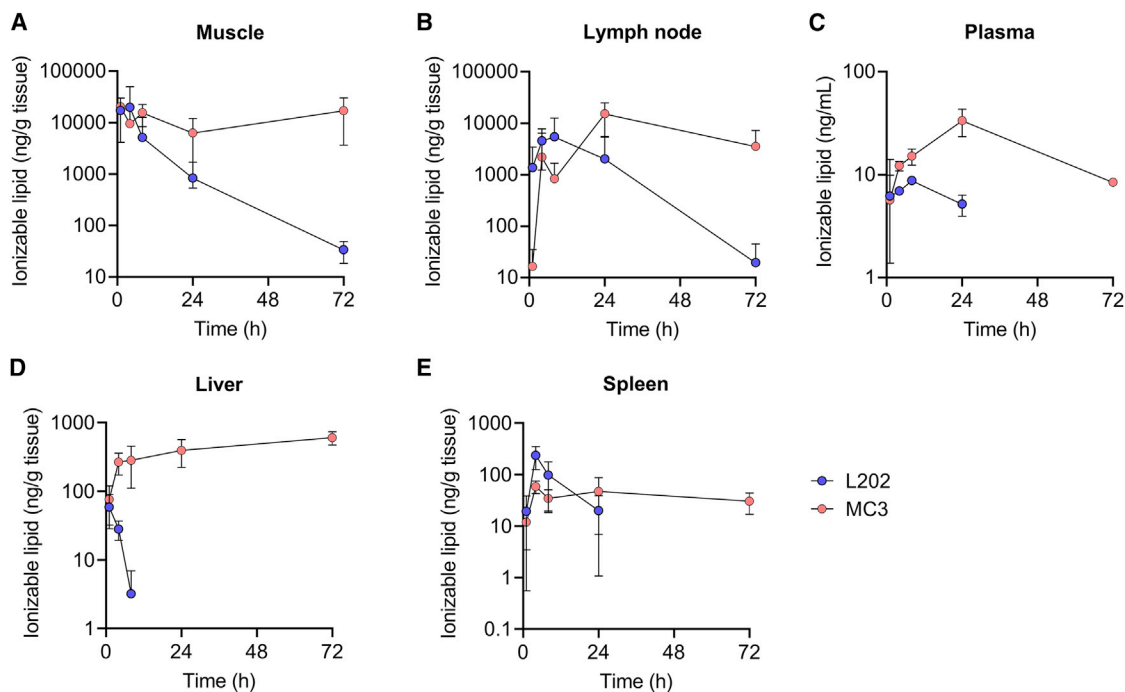 A
Muscle
Ionizable lipid (ng/g tissue)
100000
10000
1000
100
10
0
24
48
72
Time (h)
B
Lymph node
Ionizable lipid (ng/g tissue)
100000
10000
1000
100
10
0
24
48
72
Time (h)
C
Plasma
Ionizable lipid (ng/mL)
100
10
1
0
24
48
72
Time (h)
D
Liver
Ionizable lipid (ng/g tissue)
1000
100
10
1
0
24
48
72
Time (h)
E
Spleen
Ionizable lipid (ng/g tissue)
1000
100
10
1
0.1
0
24
48
72
Time (h)
L202
MC3